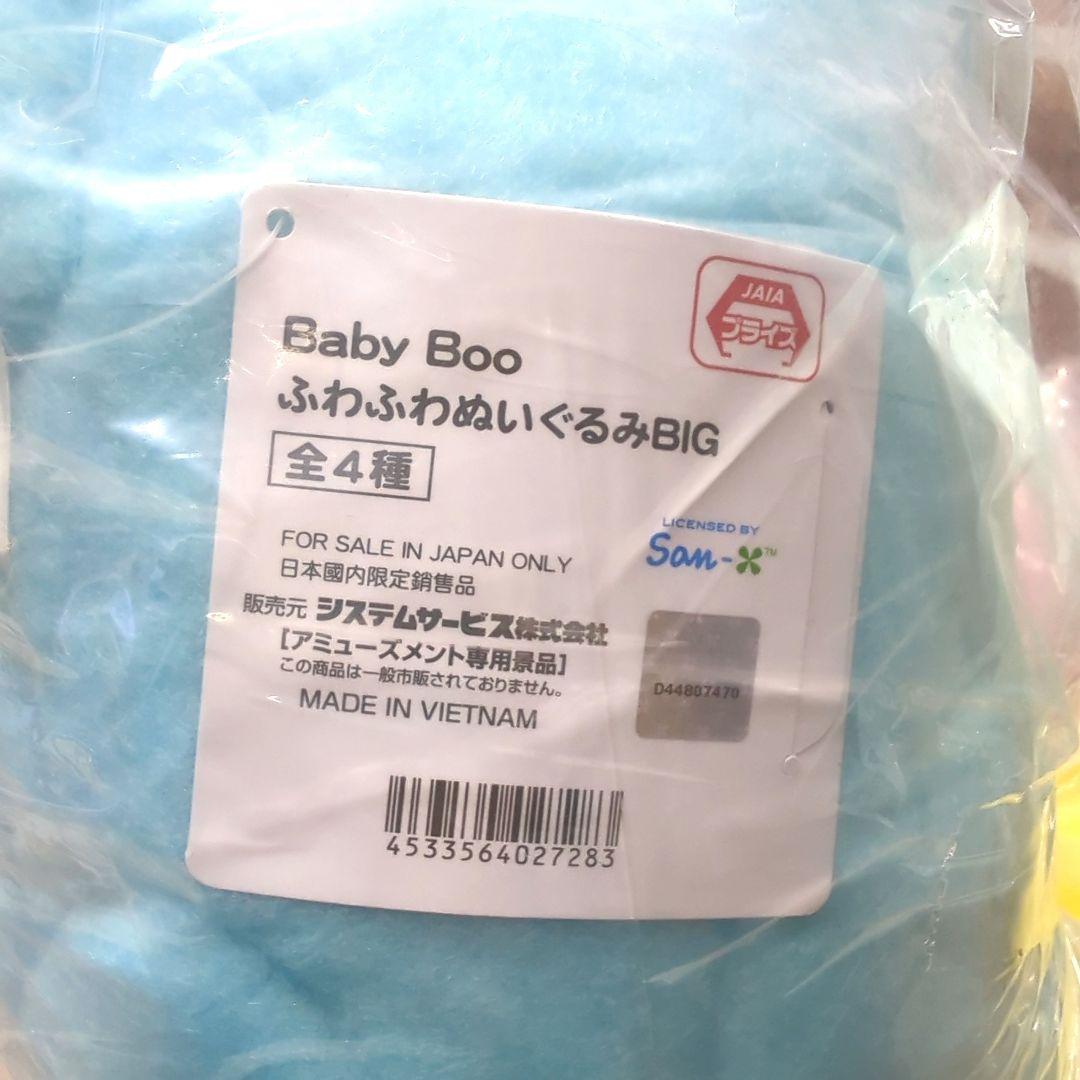 JAIA
プライズ
Baby Boo
ふわふわぬいぐるみBIG
全4種
FOR SALE IN JAPAN ONLY
日本國内限定銷售品
販売元 システムサービス株式会社
[アミューズメント専用景品]
この商品は一般市販されておりません。
MADE IN VIETNAM
LICENSED BY
San-X™
D44807470
4533564027283